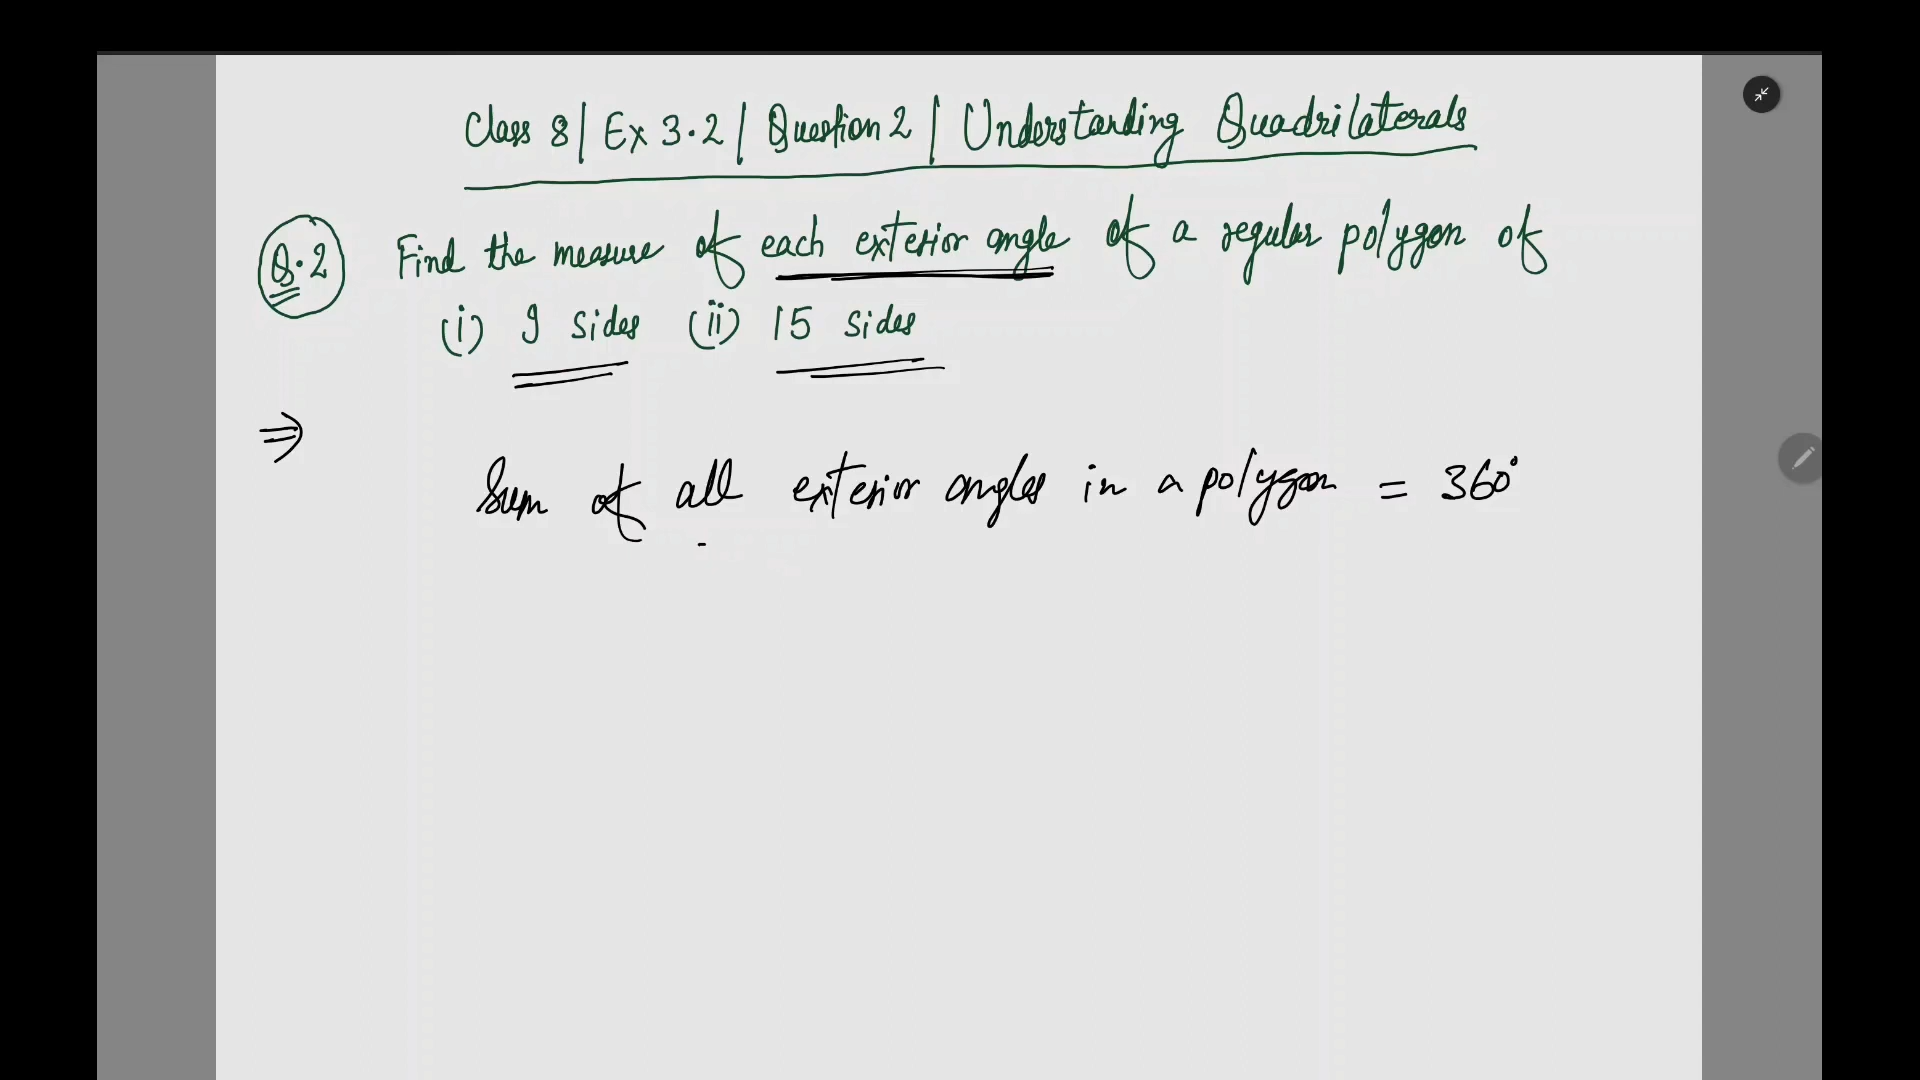 Class 8 | Ex 3.2 | Question 2 | Understanding Quadrilaterals
Q.2 Find the measure of each exterior angle of a regular polygon of
(i) 9 sides (ii) 15 sides
⇒
Sum of all exterior angles in a polygon = 360°